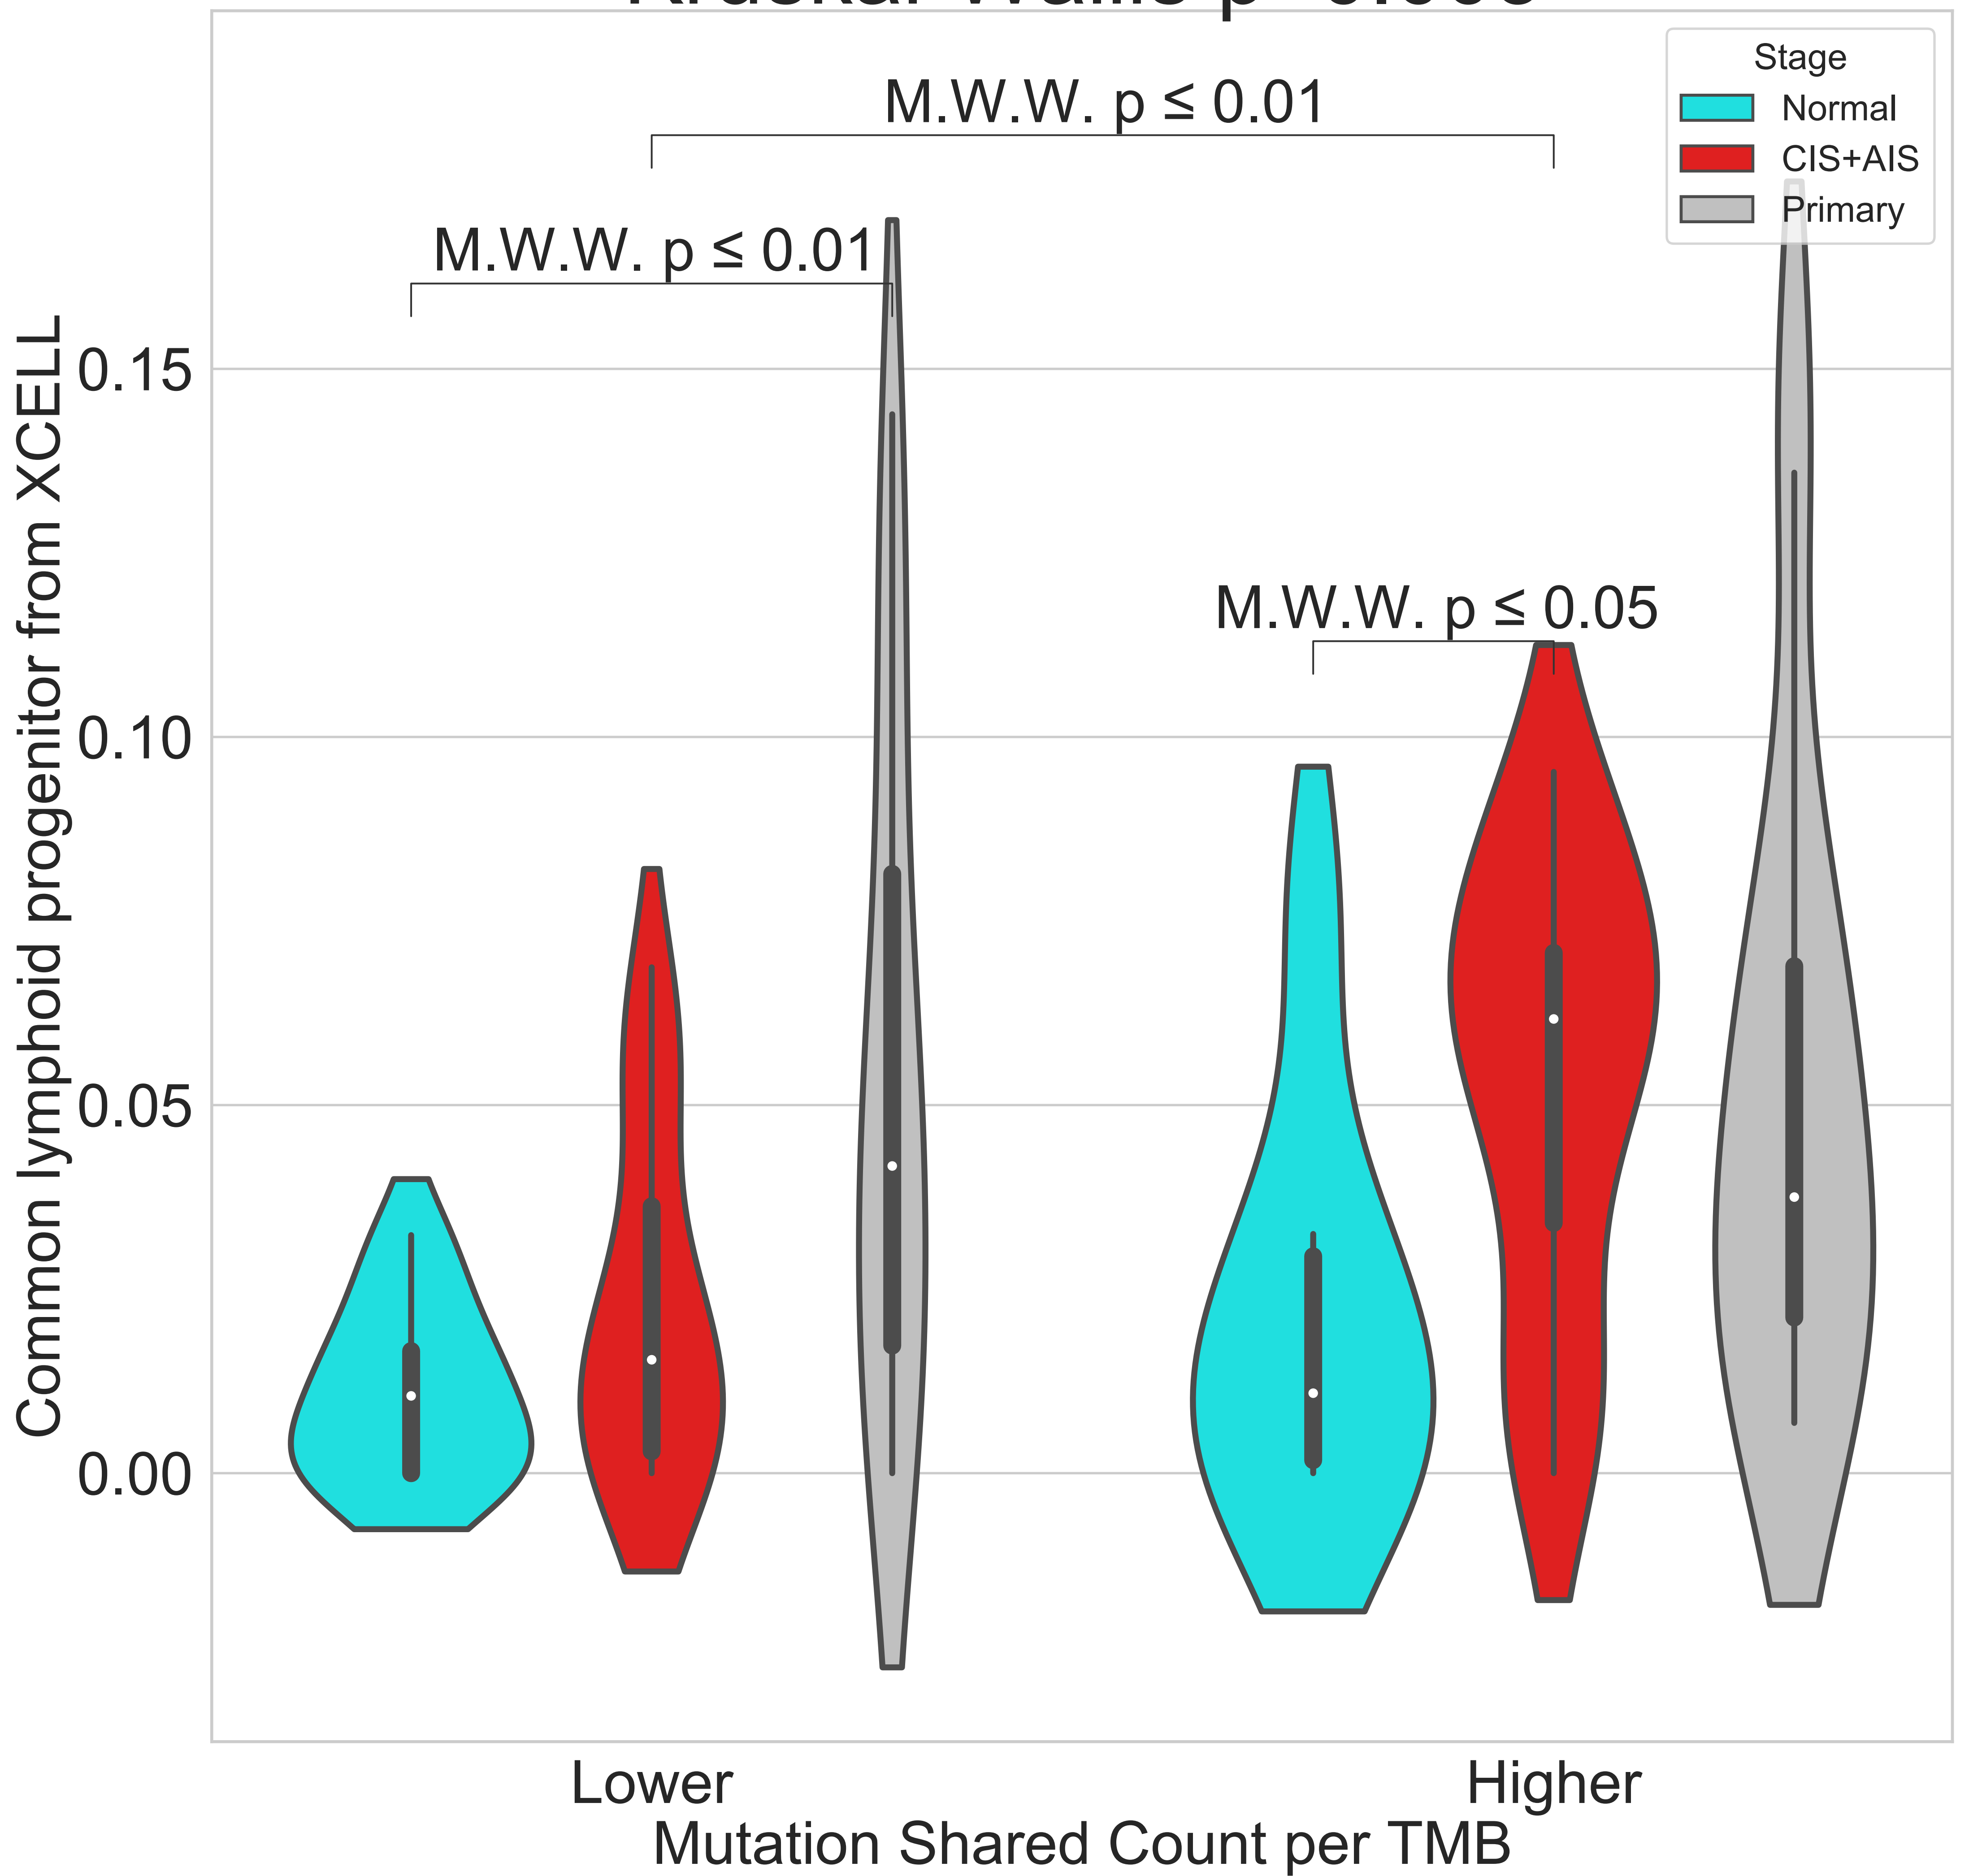 Stage
Normal
CIS+AIS
Primary
M.W.W. p ≤ 0.01
M.W.W. p ≤ 0.01
M.W.W. p ≤ 0.05
Common lymphoid progenitor from XCELL
0.15
0.10
0.05
0.00
Lower
Higher
Mutation Shared Count per TMB